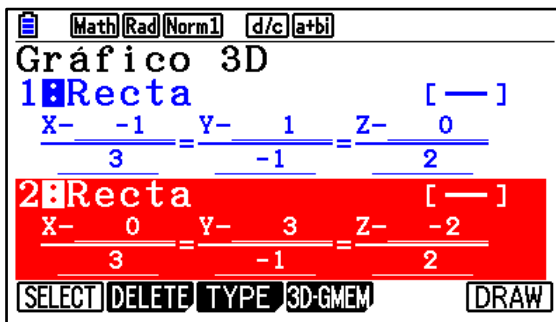 Math Rad Norm1 d/c a+bi
Gráfico 3D
1:Recta [—]
X- -1 = Y- 1 = Z- 0
3 -1 2
2:Recta [—]
X- 0 = Y- 3 = Z- -2
3 -1 2
SELECT DELETE TYPE 3D-GMEM DRAW